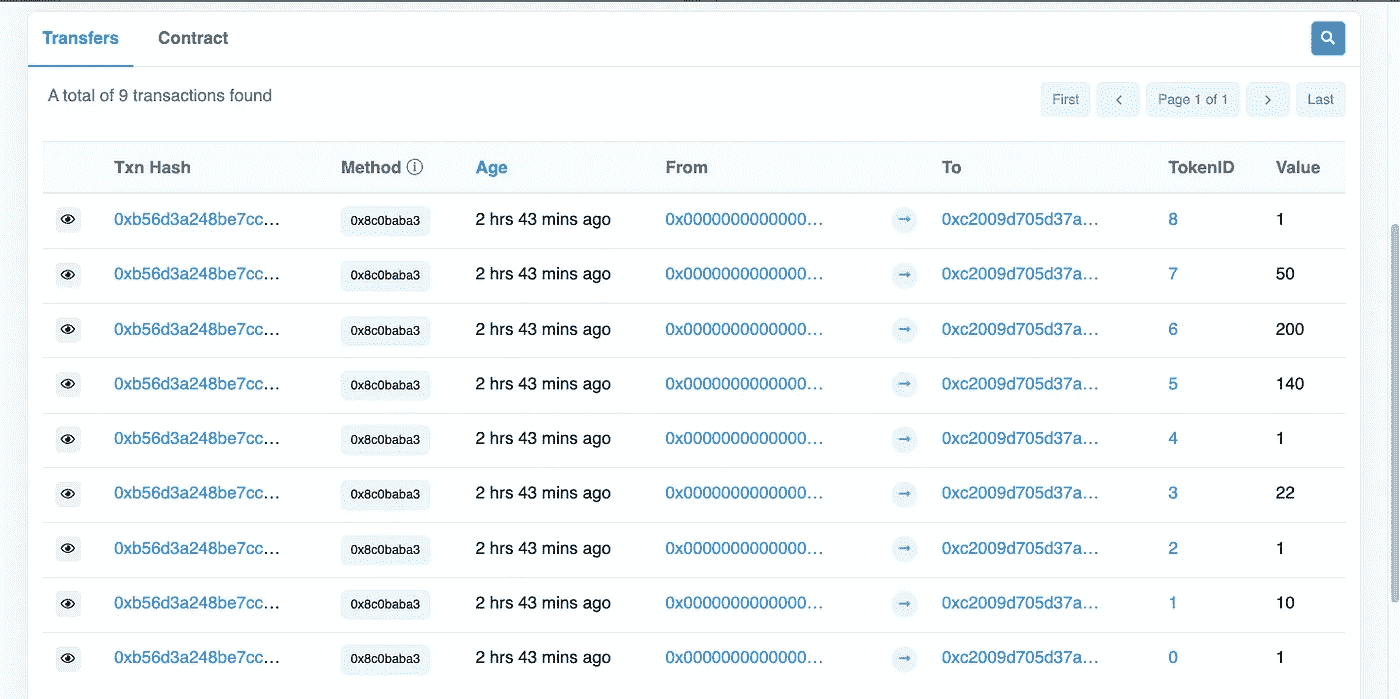 Transfers Contract
A total of 9 transactions found
First Page 1 of 1 Last
Txn Hash Method Age From To TokenID Value
0xb56d3a248be7cc... 0x8c0baba3 2 hrs 43 mins ago 0x0000000000000... 0xc2009d705d37a... 8 1
0xb56d3a248be7cc... 0x8c0baba3 2 hrs 43 mins ago 0x0000000000000... 0xc2009d705d37a... 7 50
0xb56d3a248be7cc... 0x8c0baba3 2 hrs 43 mins ago 0x0000000000000... 0xc2009d705d37a... 6 200
0xb56d3a248be7cc... 0x8c0baba3 2 hrs 43 mins ago 0x0000000000000... 0xc2009d705d37a... 5 140
0xb56d3a248be7cc... 0x8c0baba3 2 hrs 43 mins ago 0x0000000000000... 0xc2009d705d37a... 4 1
0xb56d3a248be7cc... 0x8c0baba3 2 hrs 43 mins ago 0x0000000000000... 0xc2009d705d37a... 3 22
0xb56d3a248be7cc... 0x8c0baba3 2 hrs 43 mins ago 0x0000000000000... 0xc2009d705d37a... 2 1
0xb56d3a248be7cc... 0x8c0baba3 2 hrs 43 mins ago 0x0000000000000... 0xc2009d705d37a... 1 10
0xb56d3a248be7cc... 0x8c0baba3 2 hrs 43 mins ago 0x0000000000000... 0xc2009d705d37a... 0 1